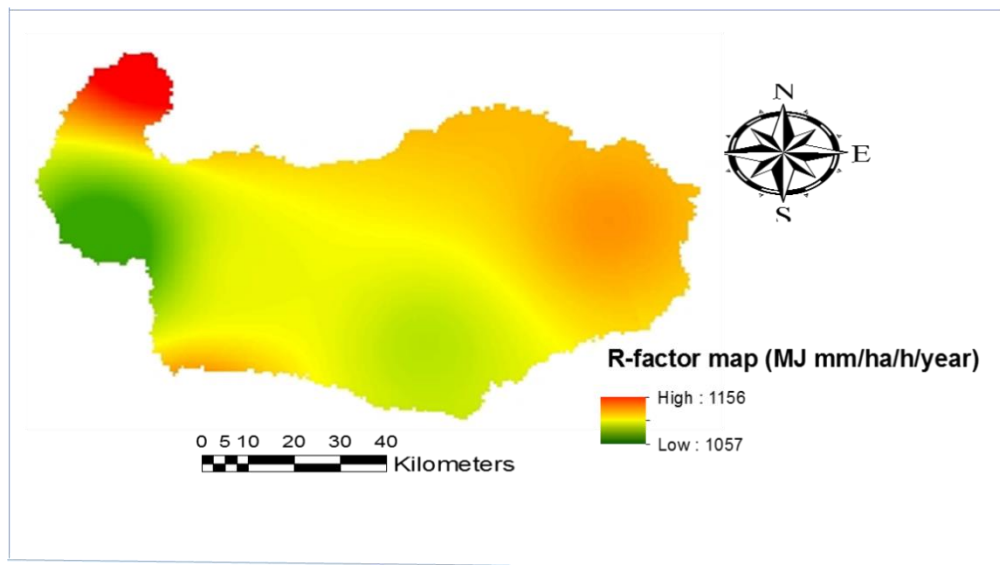 N
E
S
R-factor map (MJ mm/ha/h/year)
High : 1156
Low : 1057
0 5 10 20 30 40
Kilometers